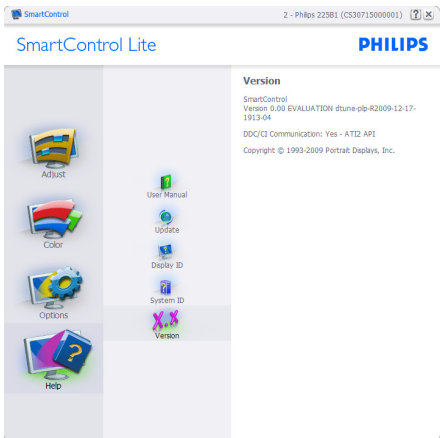 SmartControl
2 - Philips 225B1 (CS30715000001)
SmartControl Lite
PHILIPS
Adjust
Color
Options
Help
User Manual
Update
Display ID
System ID
X.x
Version
Version
SmartControl
Version 0.00 EVALUATION dtune-plp-R2009-12-17-
1913-04
DDC/CI Communication: Yes - ATI2 API
Copyright © 1993-2009 Portrait Displays, Inc.